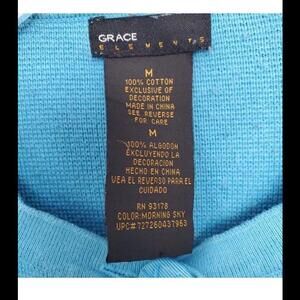 GRACE
ELEMENTS
M
100% COTTON
EXCLUSIVE OF
DECORATION
MADE IN CHINA
SEE REVERSE
FOR CARE
M
100% ALGODON
EXCLUYENDO LA
DECORACION
HECHO EN CHINA
VEA EL REVERSO PARA EL
CUIDADO
RN 93178
COLOR:MORNING SKY
UPC#727260437963